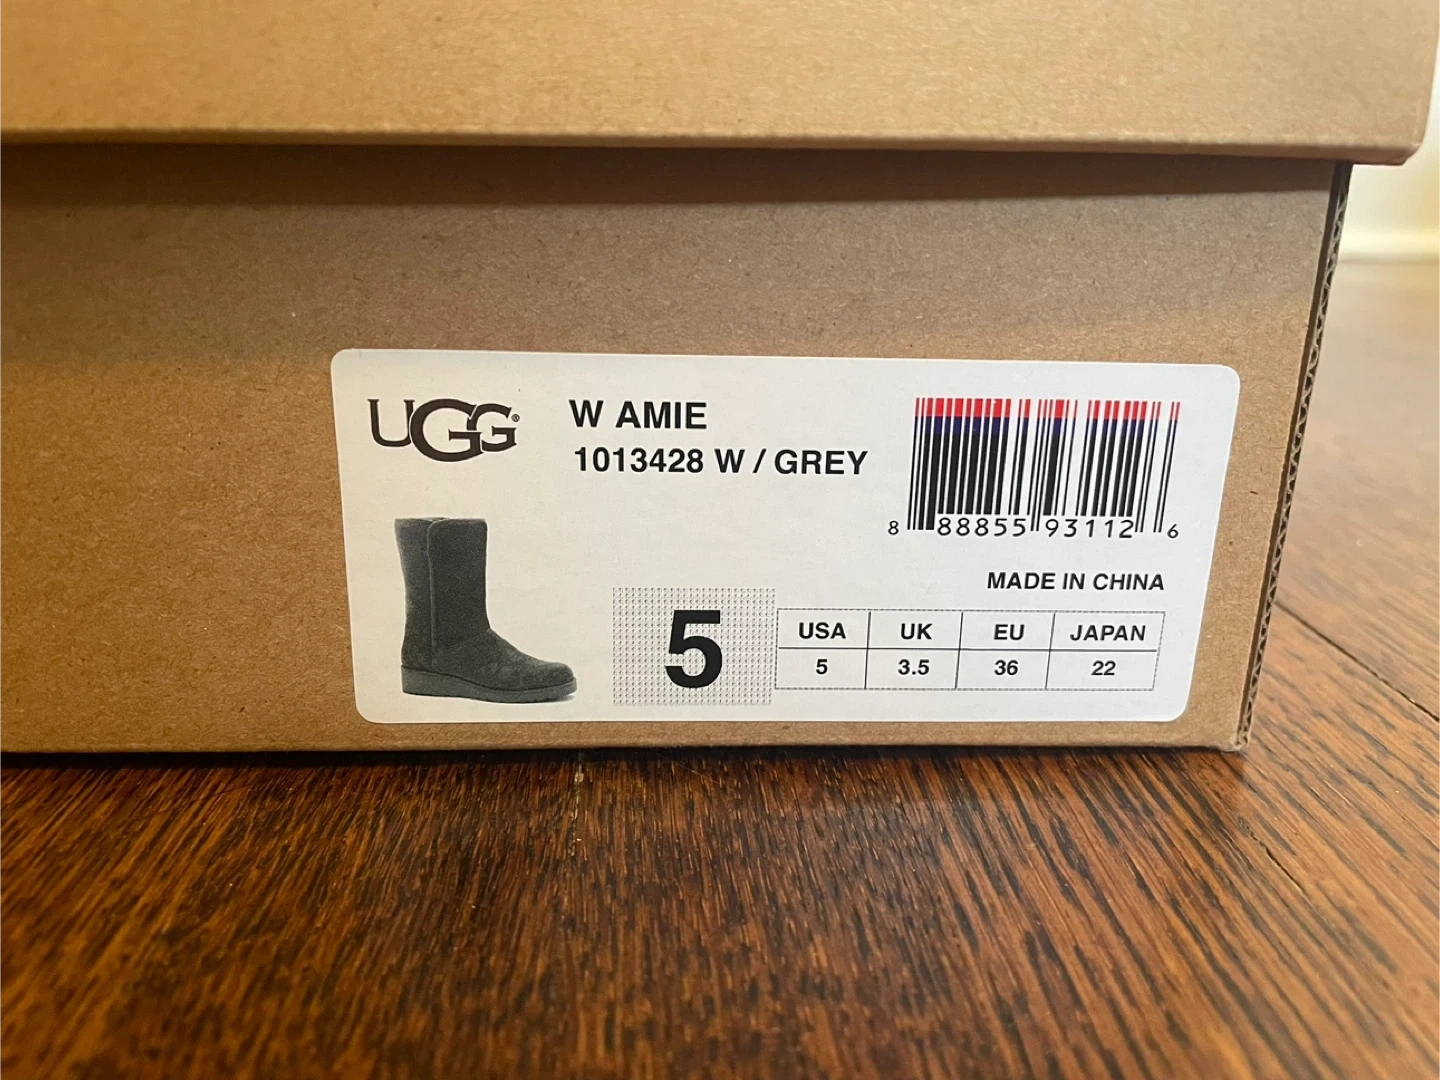 UGG®
W AMIE
1013428 W / GREY
8 88855 93112 6
MADE IN CHINA
5
USA UK EU JAPAN
5 3.5 36 22